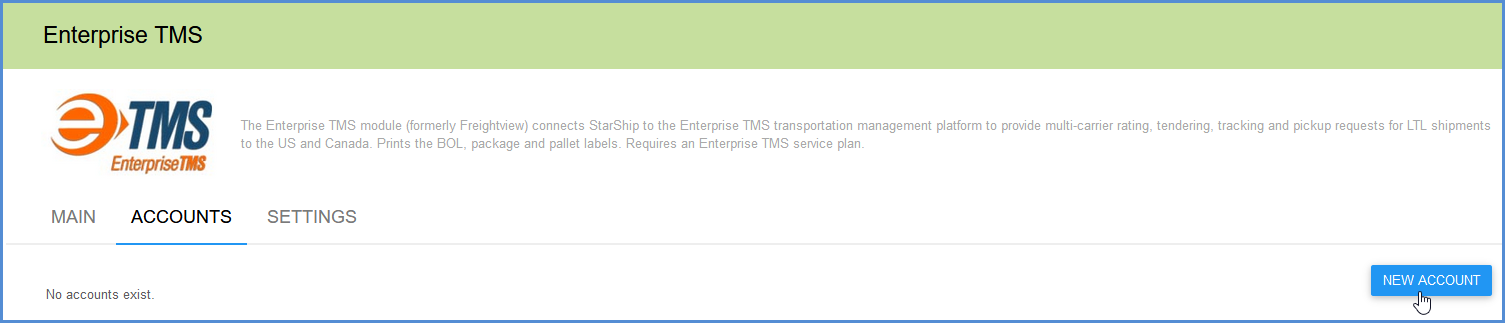 Enterprise TMS
eTMS
EnterpriseTMS
The Enterprise TMS module (formerly Freightview) connects StarShip to the Enterprise TMS transportation management platform to provide multi-carrier rating, tendering, tracking and pickup requests for LTL shipments
to the US and Canada. Prints the BOL, package and pallet labels. Requires an Enterprise TMS service plan.
MAIN ACCOUNTS SETTINGS
NEW ACCOUNT
No accounts exist.